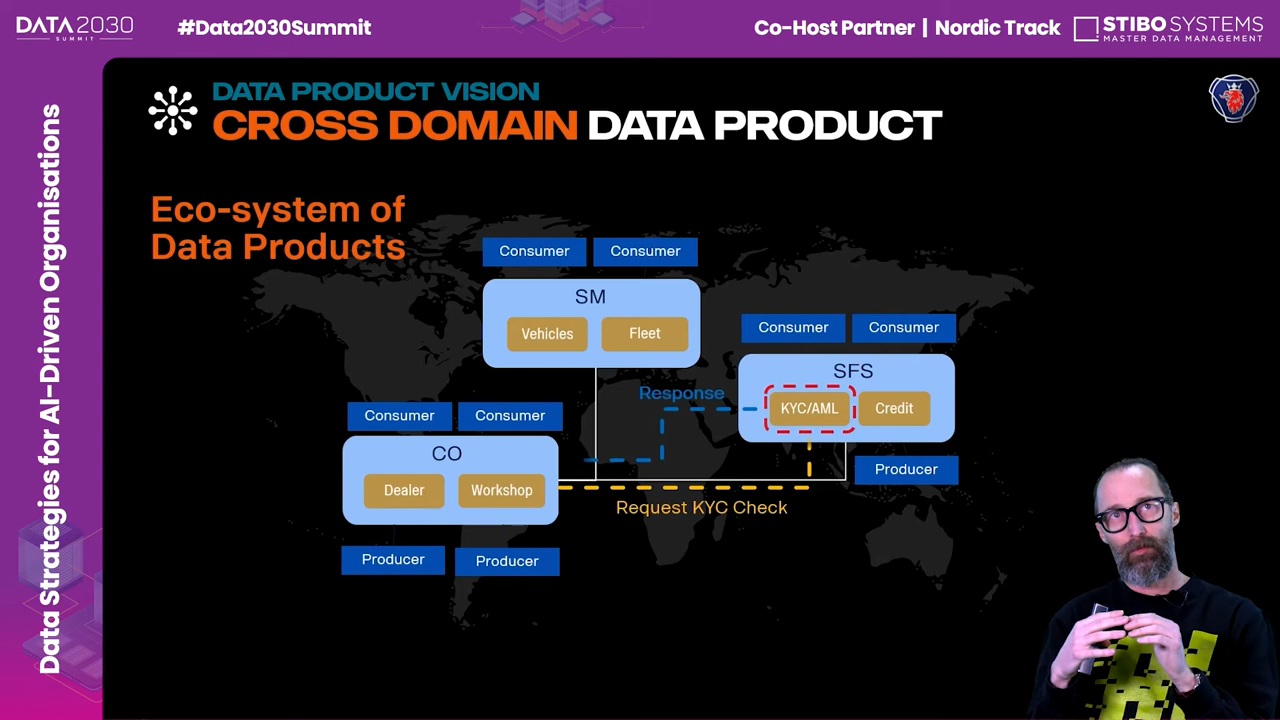 DATA2030
SUMMIT
#Data2030Summit
Co-Host Partner | Nordic Track
STIBO SYSTEMS
MASTER DATA MANAGEMENT
Data Strategies for AI-Driven Organisations
DATA PRODUCT VISION
CROSS DOMAIN DATA PRODUCT
Eco-system of
Data Products
Consumer
Consumer
SM
Vehicles
Fleet
Consumer
Consumer
SFS
KYC/AML
Credit
Producer
Response
Consumer
Consumer
CO
Dealer
Workshop
Request KYC Check
Producer
Producer